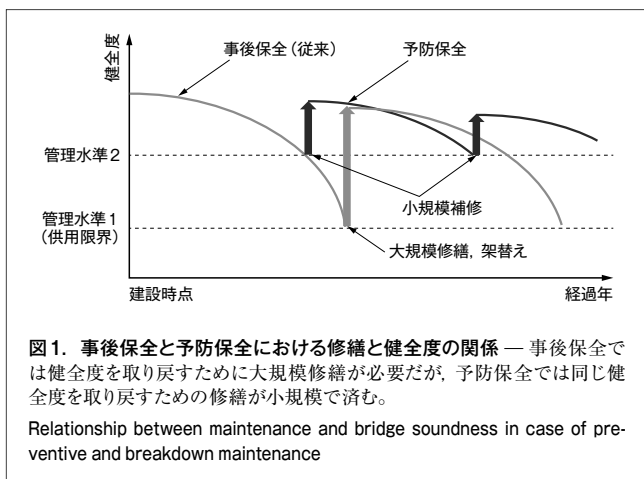 健全度
事後保全(従来)
予防保全
管理水準2
小規模補修
管理水準1
(供用限界)
大規模修繕, 架替え
建設時点
経過年
図1. 事後保全と予防保全における修繕と健全度の関係 — 事後保全で
は健全度を取り戻すために大規模修繕が必要だが, 予防保全では同じ健
全度を取り戻すための修繕が小規模で済む。
Relationship between maintenance and bridge soundness in case of pre-
ventive and breakdown maintenance